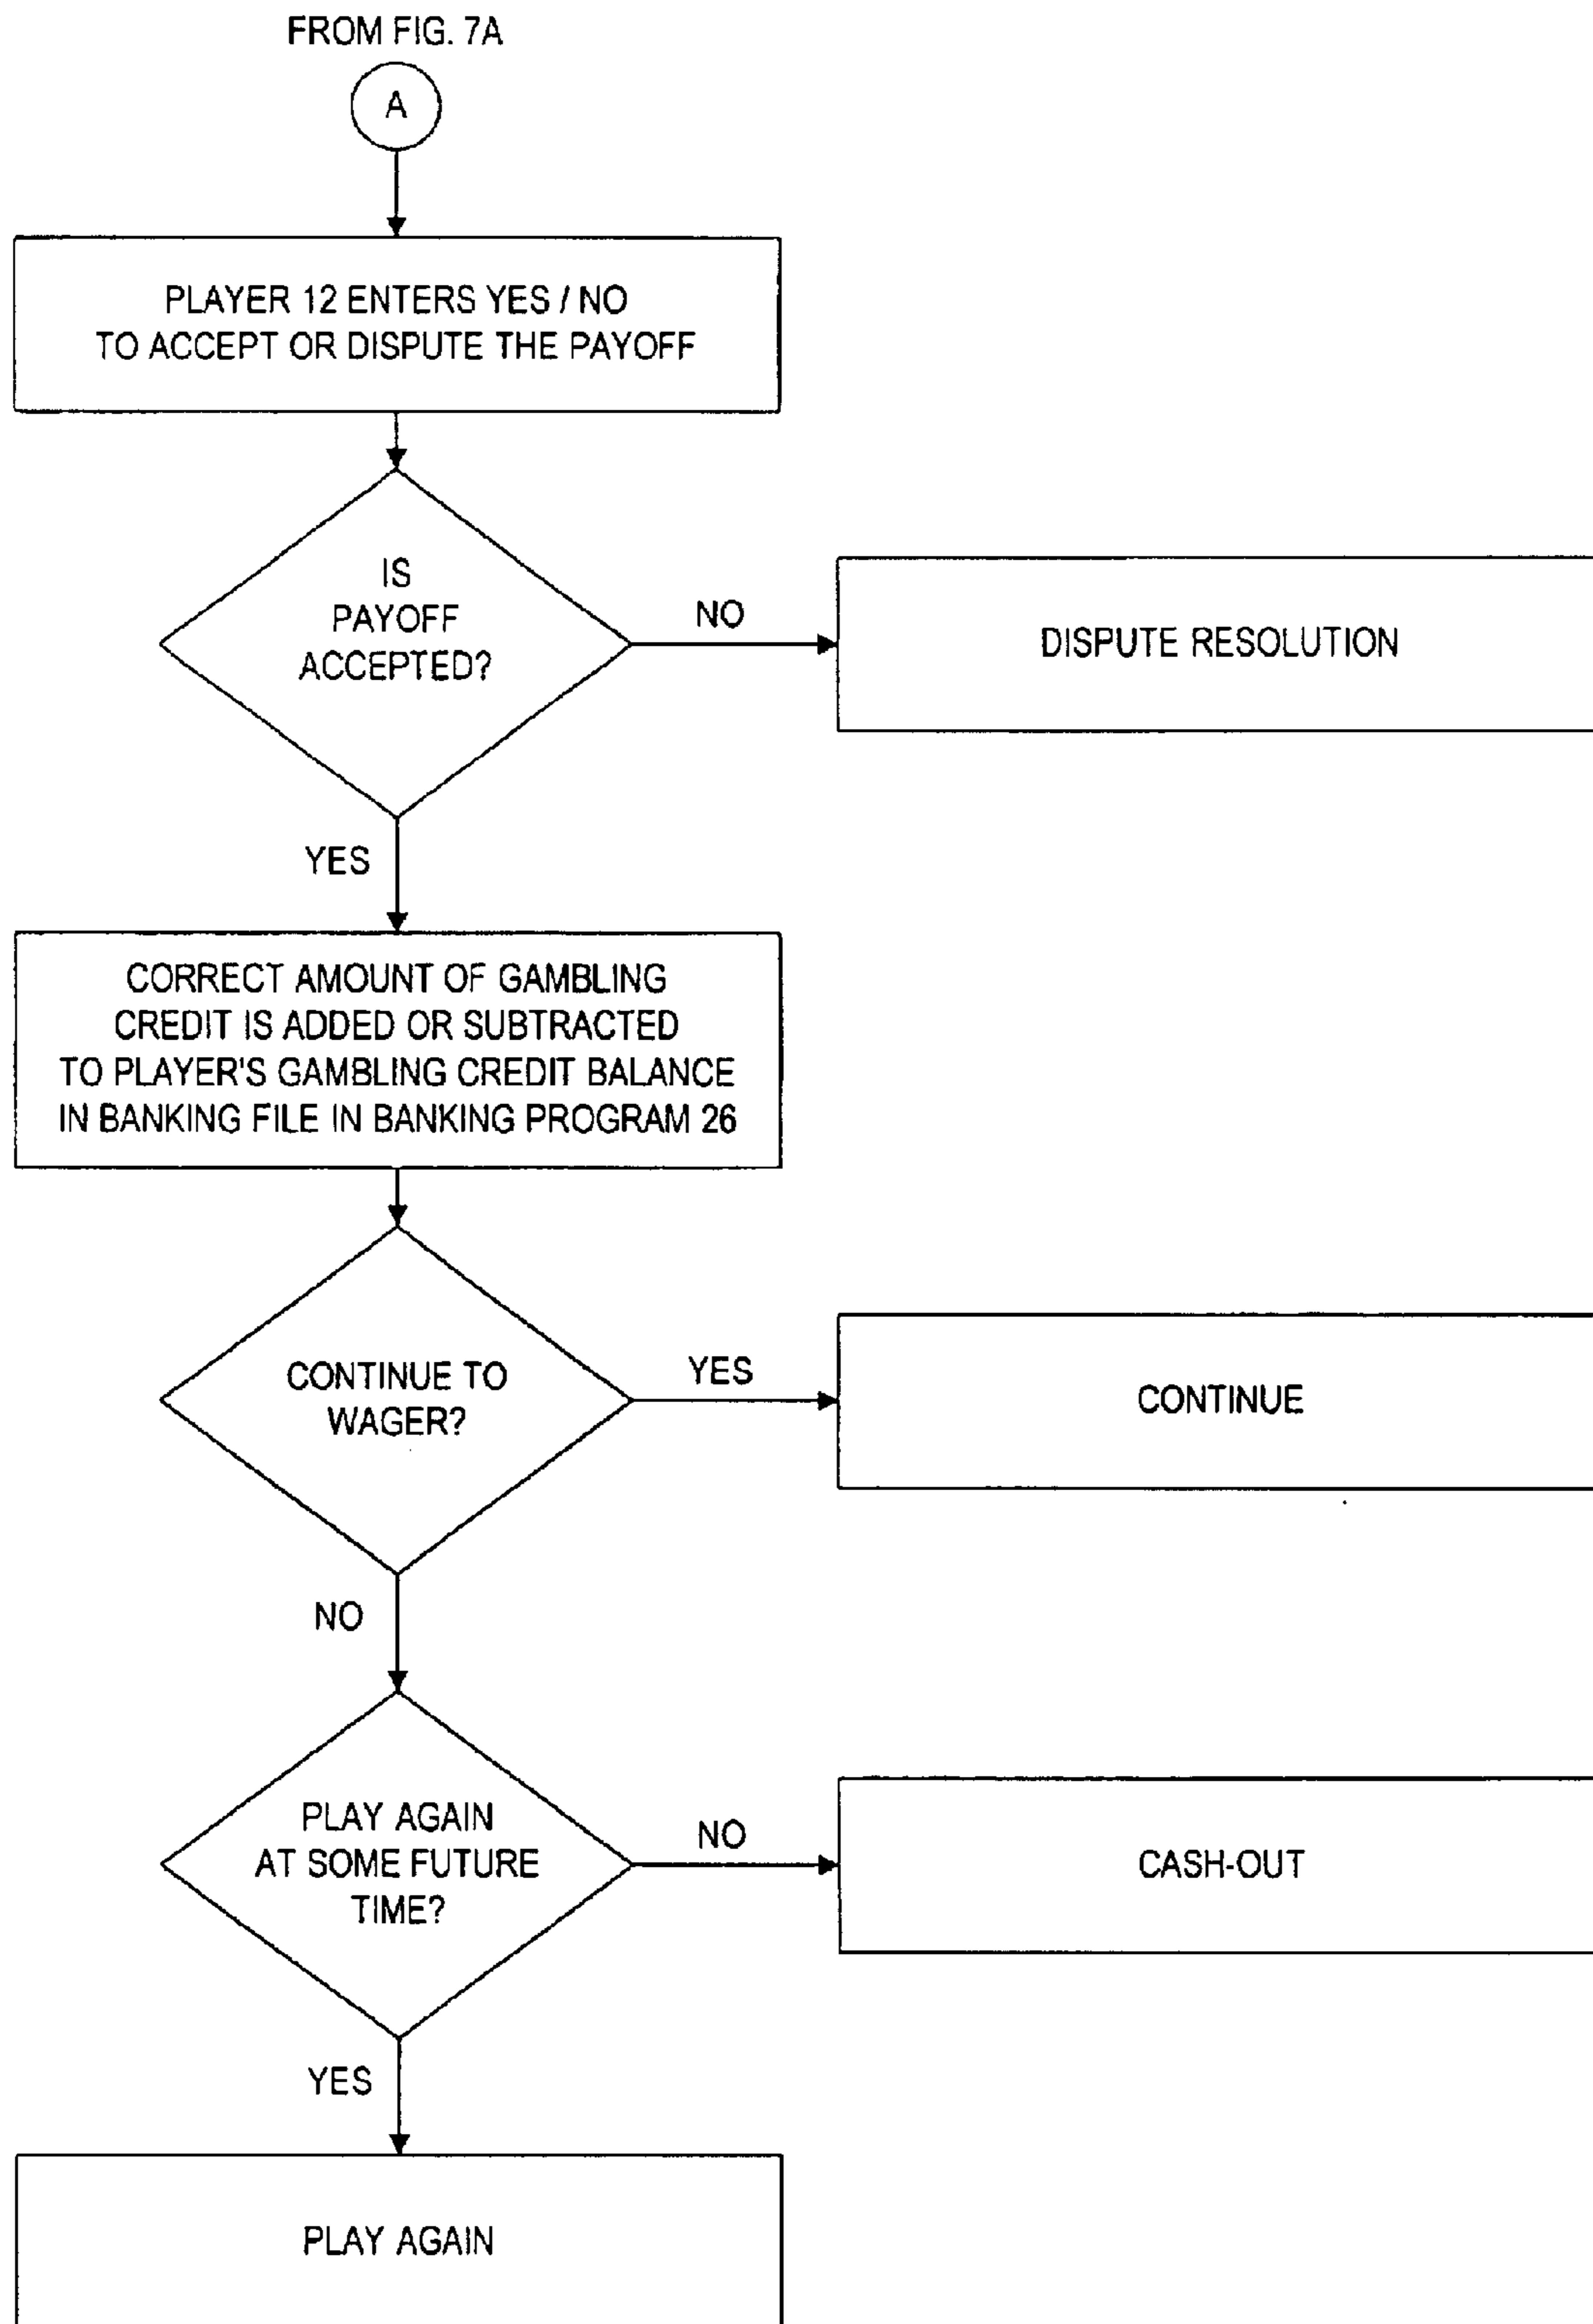 FROM FIG. 7A
A
PLAYER 12 ENTERS YES / NO
TO ACCEPT OR DISPUTE THE PAYOFF
IS
PAYOFF
ACCEPTED?
NO
DISPUTE RESOLUTION
YES
CORRECT AMOUNT OF GAMBLING
CREDIT IS ADDED OR SUBTRACTED
TO PLAYER'S GAMBLING CREDIT BALANCE
IN BANKING FILE IN BANKING PROGRAM 26
CONTINUE TO
WAGER?
YES
CONTINUE
NO
PLAY AGAIN
AT SOME FUTURE
TIME?
NO
CASH-OUT
YES
PLAY AGAIN